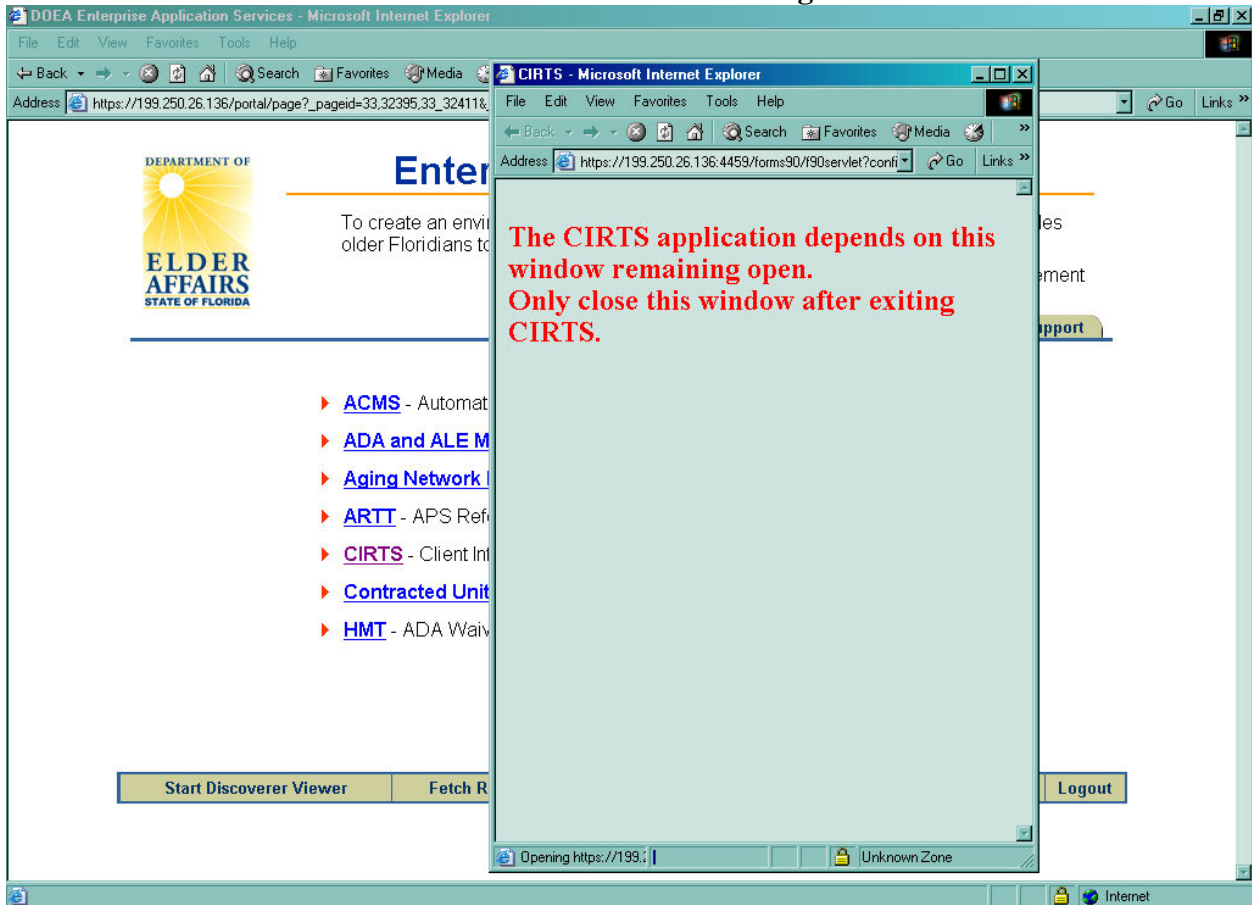 DOEA Enterprise Application Services - Microsoft Internet Explorer
File Edit View Favorites Tools Help
Back Search Favorites Media
Address https://199.250.26.136/portal/page?_pageid=33,32395,33_32411& Go Links »
DEPARTMENT OF
ELDER
AFFAIRS
STATE OF FLORIDA
Enter
To create an envi
older Floridians to
les
ement
upport
ACMS - Automat
ADA and ALE M
Aging Network
ARTT - APS Refe
CIRTS - Client Inf
Contracted Unit
HMT - ADA Waiv
Start Discoverer Viewer Fetch R Logout
CIRTS - Microsoft Internet Explorer
File Edit View Favorites Tools Help
Back Search Favorites Media »
Address https://199.250.26.136:4459/forms90/f90servlet?confi Go Links »
The CIRTS application depends on this
window remaining open.
Only close this window after exiting
CIRTS.
Opening https://199.2 Unknown Zone
Internet